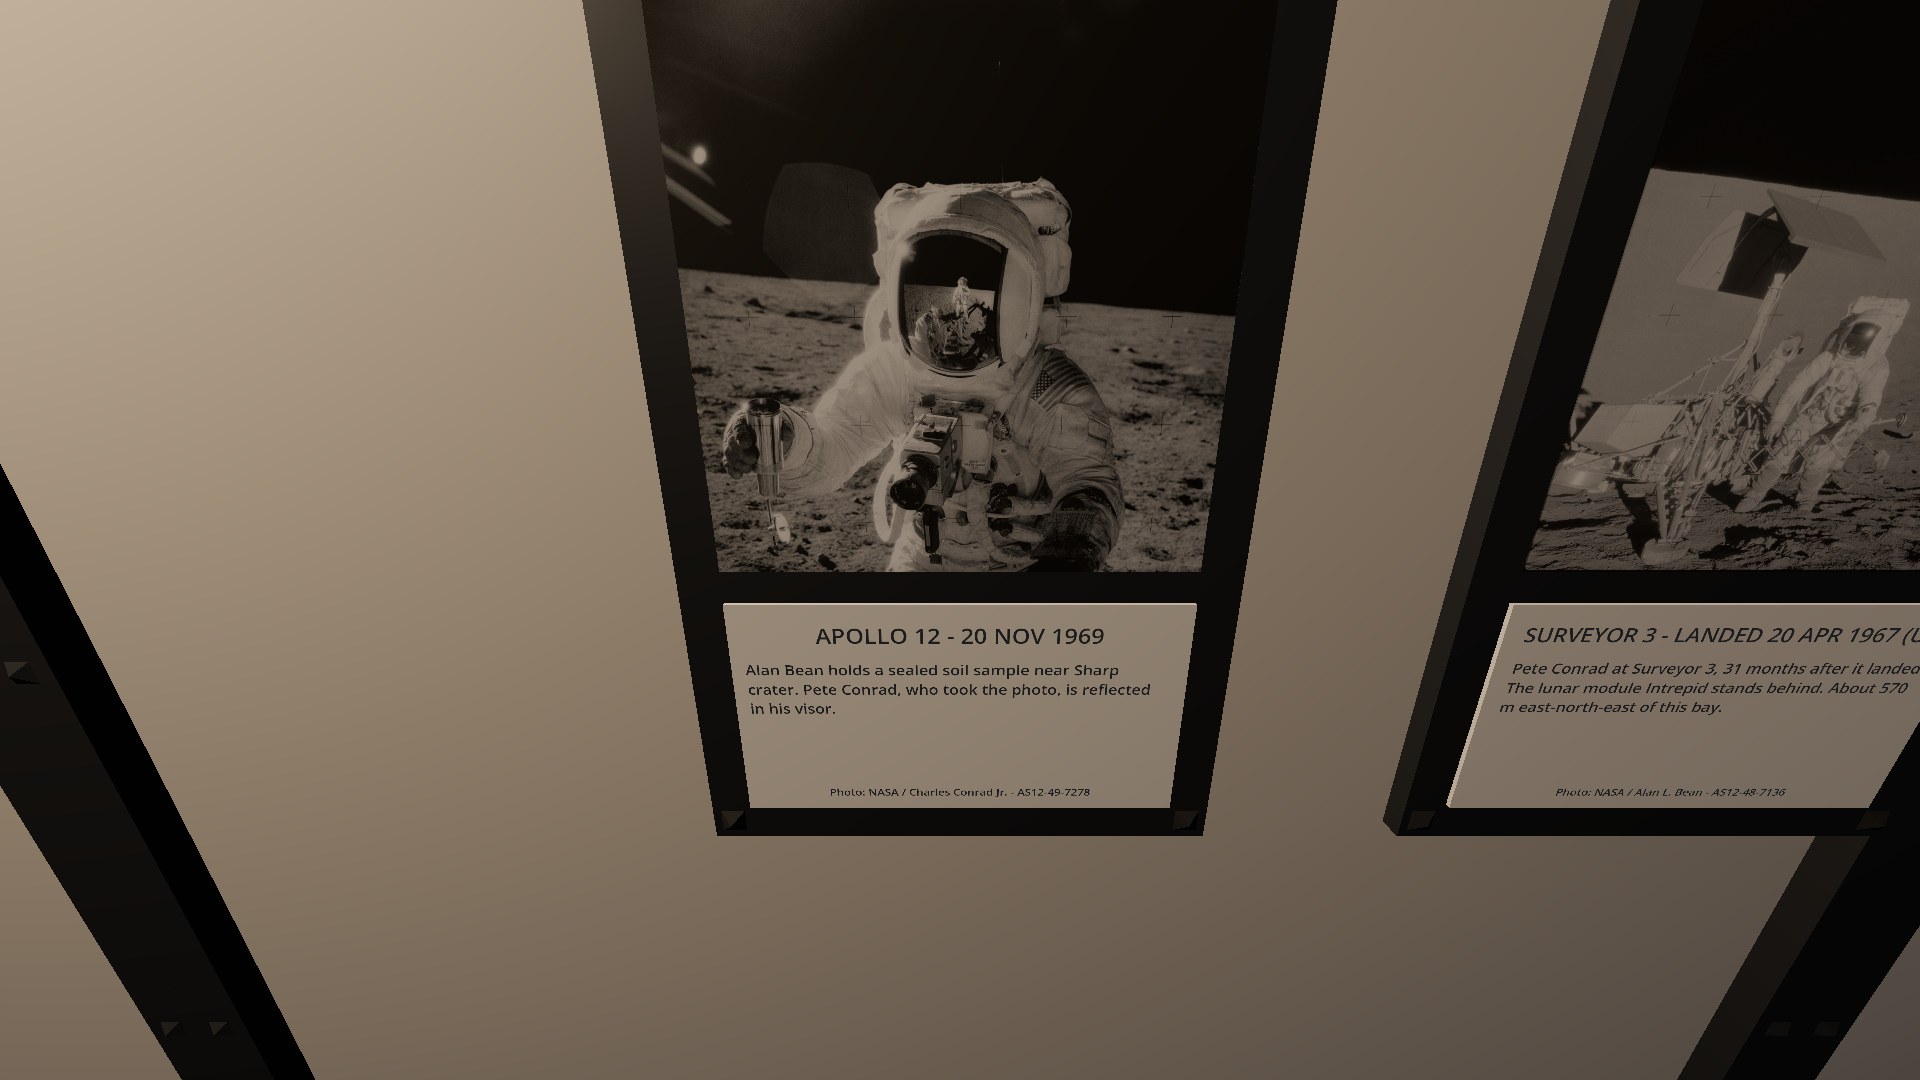 APOLLO 12 - 20 NOV 1969
Alan Bean holds a sealed soil sample near Sharp
crater. Pete Conrad, who took the photo, is reflected
in his visor.
Photo: NASA / Charles Conrad Jr. - AS12-49-7278
SURVEYOR 3 - LANDED 20 APR 1967
Pete Conrad at Surveyor 3, 31 months after it landed
The lunar module Intrepid stands behind. About 570
m east-north-east of this bay.
Photo: NASA / Alan L. Bean - AS12-48-7136